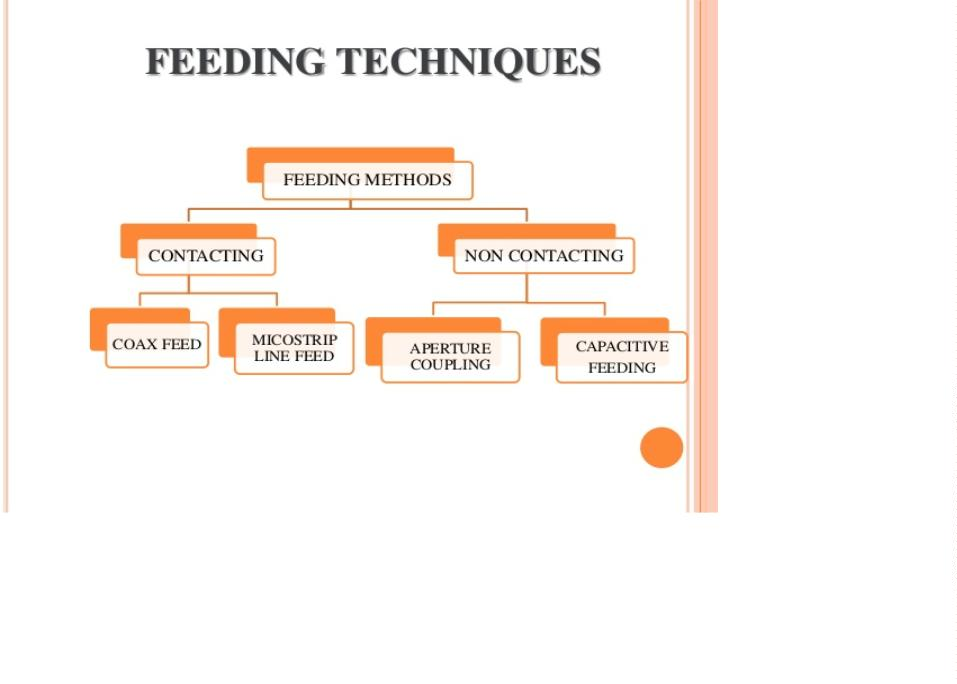 FEEDING TECHNIQUES
FEEDING METHODS
CONTACTING
NON CONTACTING
COAX FEED
MICOSTRIP
LINE FEED
APERTURE
COUPLING
CAPACITIVE
FEEDING